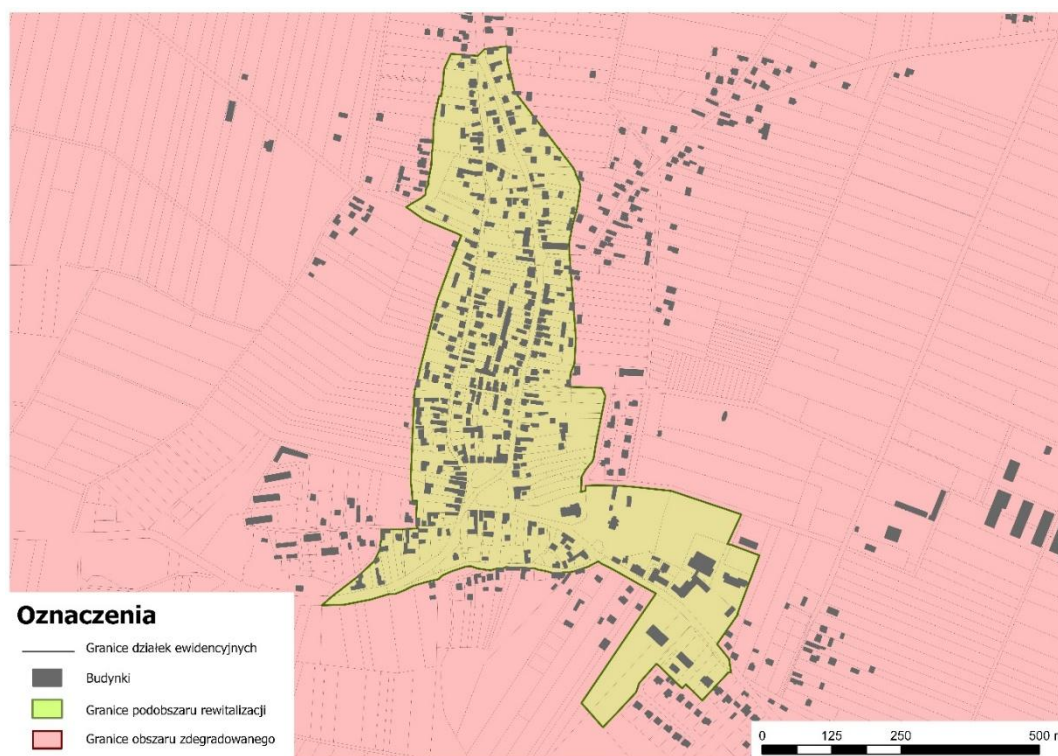 Oznaczenia
Granice działek ewidencyjnych
Budynki
Granice podobszaru rewitalizacji
Granice obszaru zdegradowanego
0 125 250 500 m